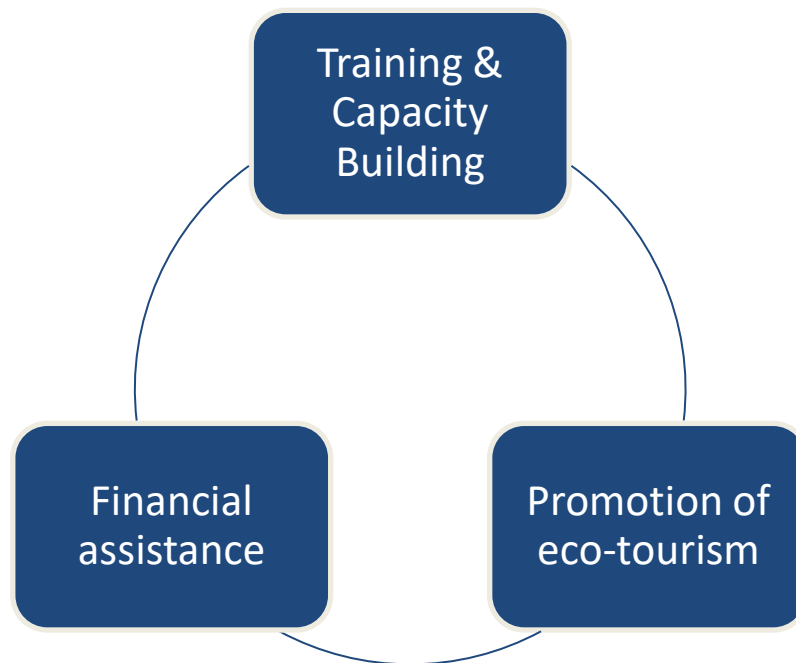 Training &
Capacity
Building
Financial
assistance
Promotion of
eco-tourism